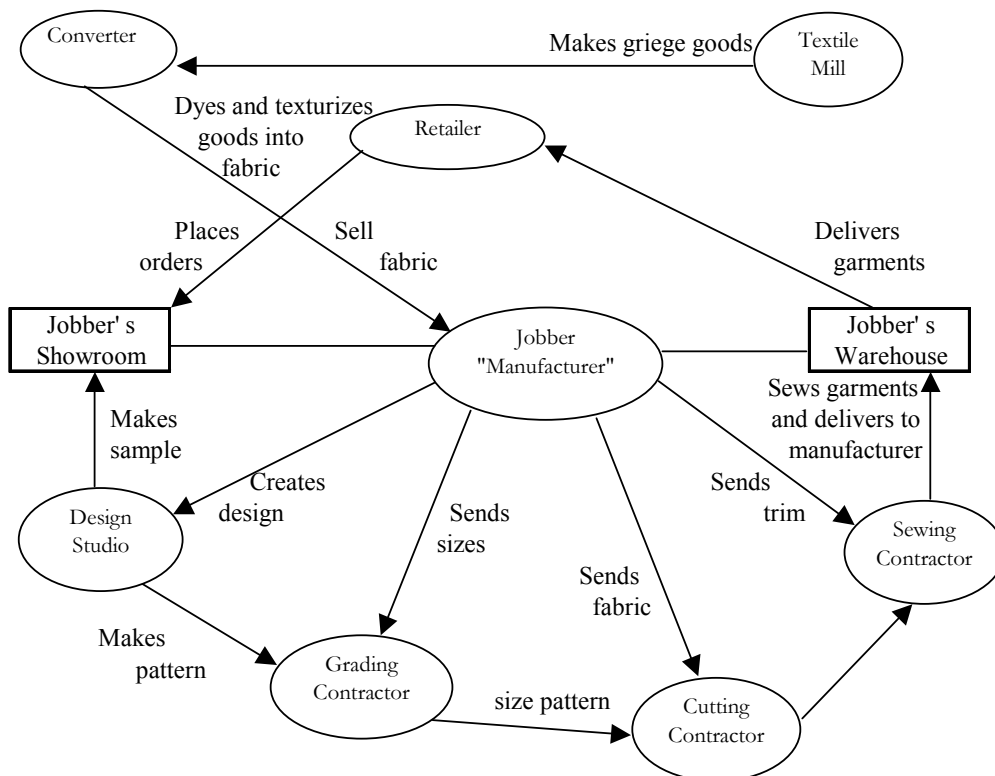 Converter
Makes griege goods
Textile
Mill
Dyes and texturizes
goods into
fabric
Retailer
Places
orders
Sell
fabric
Delivers
garments
Jobber' s
Showroom
Jobber
"Manufacturer"
Jobber' s
Warehouse
Makes
sample
Sews garments
and delivers to
manufacturer
Creates
design
Sends
sizes
Sends
trim
Design
Studio
Sewing
Contractor
Sends
fabric
Makes
pattern
Grading
Contractor
size pattern
Cutting
Contractor